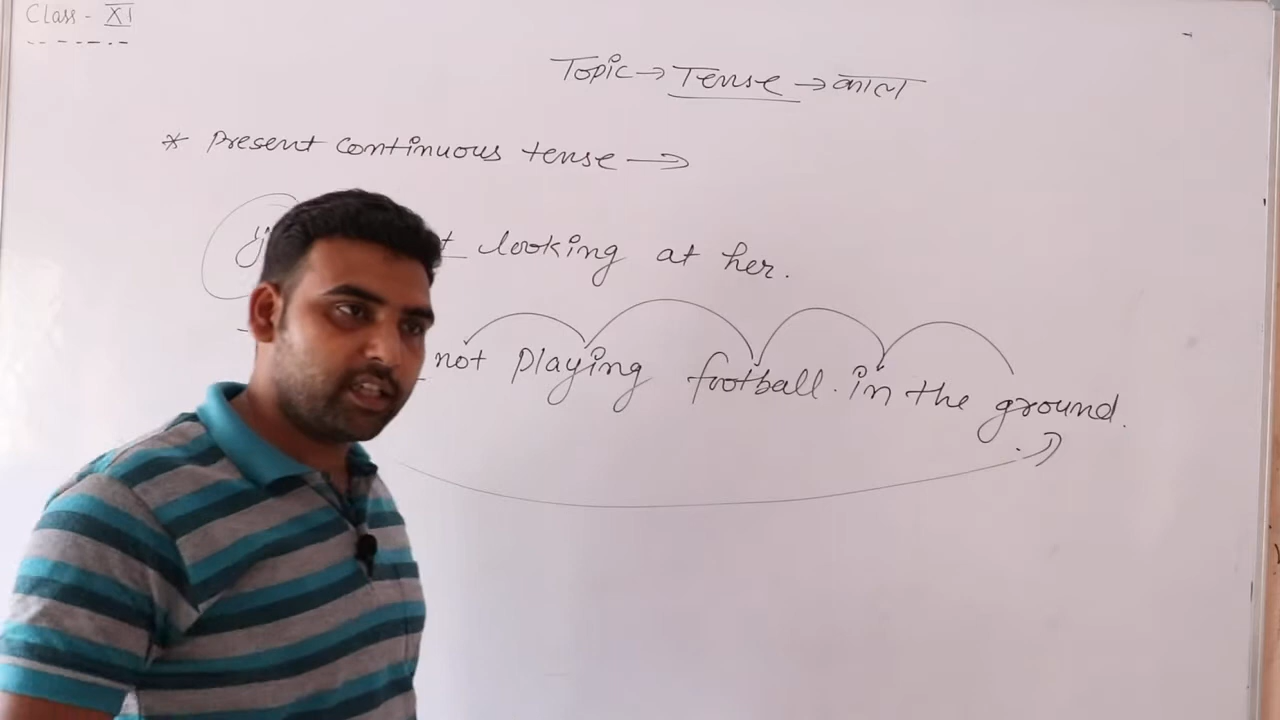 Class - XI
Topic → Tense → काल
* Present continuous tense →
looking at her.
not playing football. in the ground.